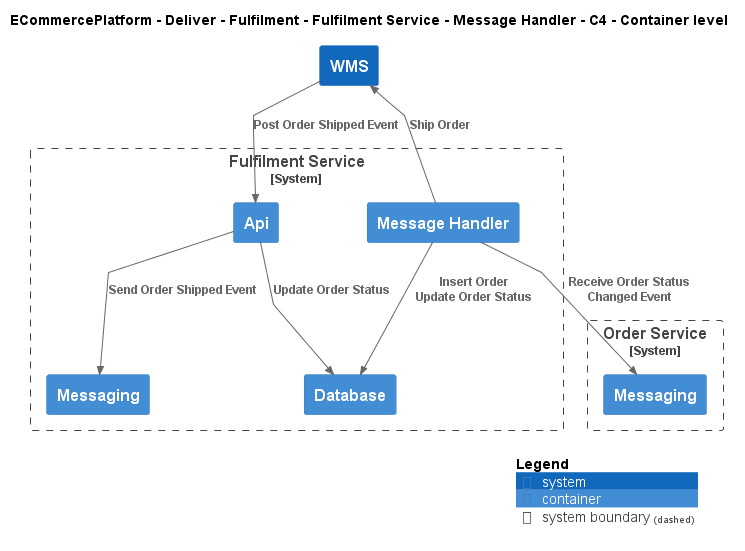 ECommercePlatform - Deliver - Fulfilment - Fulfilment Service - Message Handler - C4 - Container level
WMS
Post Order Shipped Event
Ship Order
Fulfilment Service
[System]
Api
Message Handler
Send Order Shipped Event
Update Order Status
Insert Order
Update Order Status
Receive Order Status
Changed Event
Order Service
[System]
Messaging
Database
Messaging
Legend
system
container
system boundary (dashed)